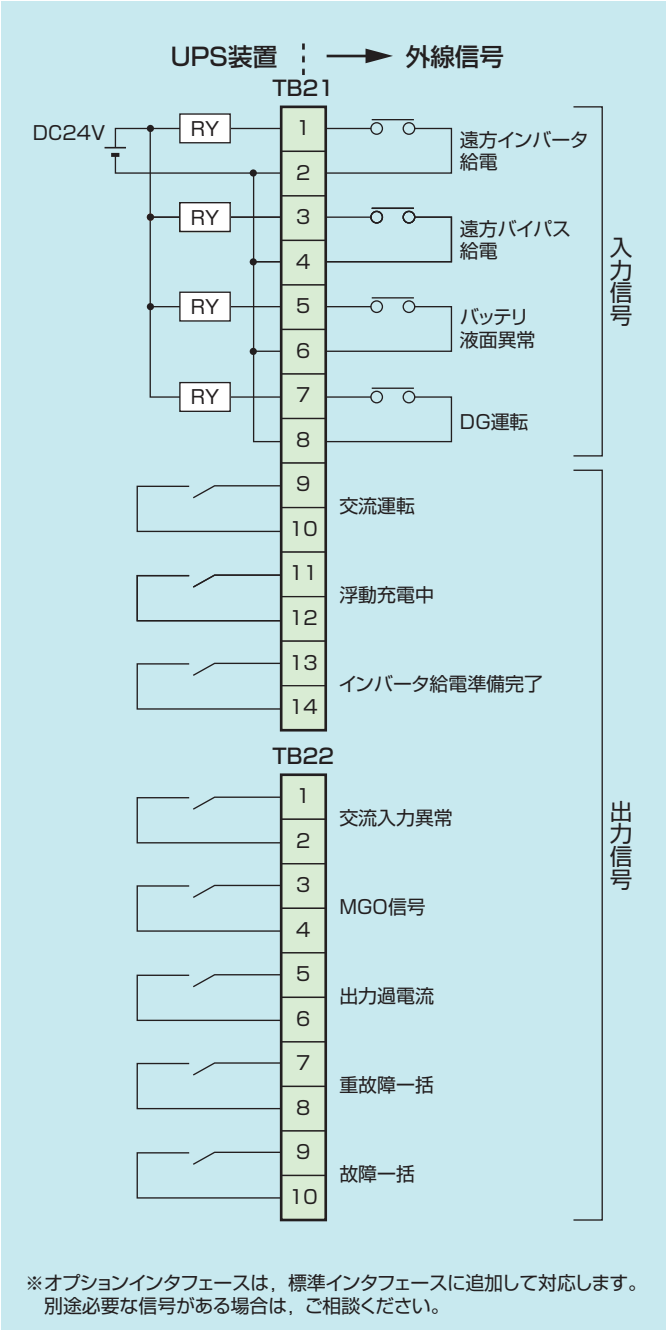 UPS装置 外線信号
TB21
DC24V
RY
1
2
遠方インバータ
給電
RY
3
4
遠方バイパス
給電
RY
5
6
バッテリ
液面異常
RY
7
8
DG運転
入力信号
9
10
交流運転
11
12
浮動充電中
13
14
インバータ給電準備完了
TB22
1
2
交流入力異常
3
4
MGO信号
5
6
出力過電流
7
8
重故障一括
9
10
故障一括
出力信号
※オプションインタフェースは，標準インタフェースに追加して対応します。
別途必要な信号がある場合は，ご相談ください。